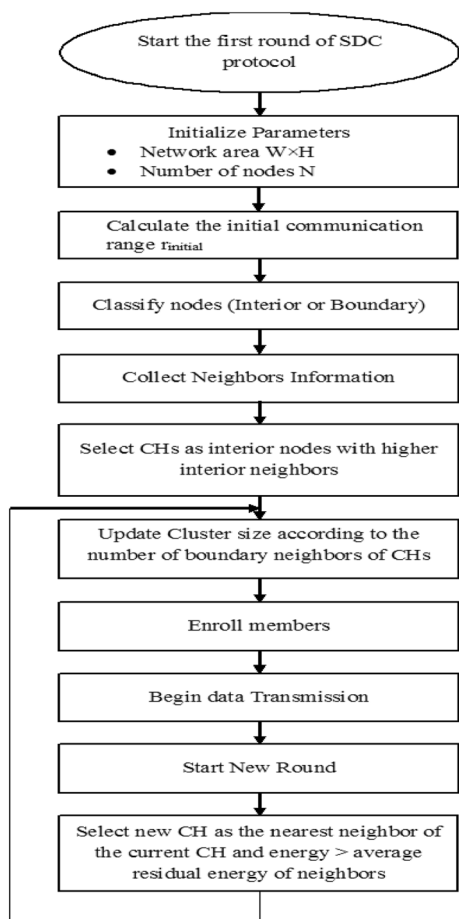 Start the first round of SDC
protocol
Initialize Parameters
• Network area W×H
• Number of nodes N
Calculate the initial communication
range rinitial
Classify nodes (Interior or Boundary)
Collect Neighbors Information
Select CHs as interior nodes with higher
interior neighbors
Update Cluster size according to the
number of boundary neighbors of CHs
Enroll members
Begin data Transmission
Start New Round
Select new CH as the nearest neighbor of
the current CH and energy > average
residual energy of neighbors